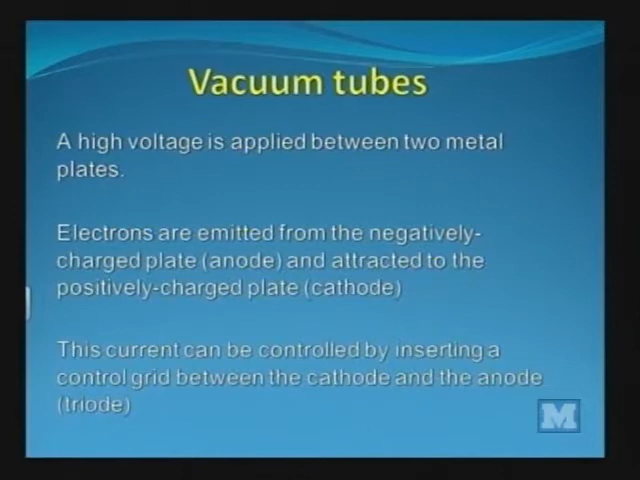 Vacuum tubes
A high voltage is applied between two metal
plates.
Electrons are emitted from the negatively-
charged plate (anode) and attracted to the
positively-charged plate (cathode)
This current can be controlled by inserting a
control grid between the cathode and the anode
(triode)
M